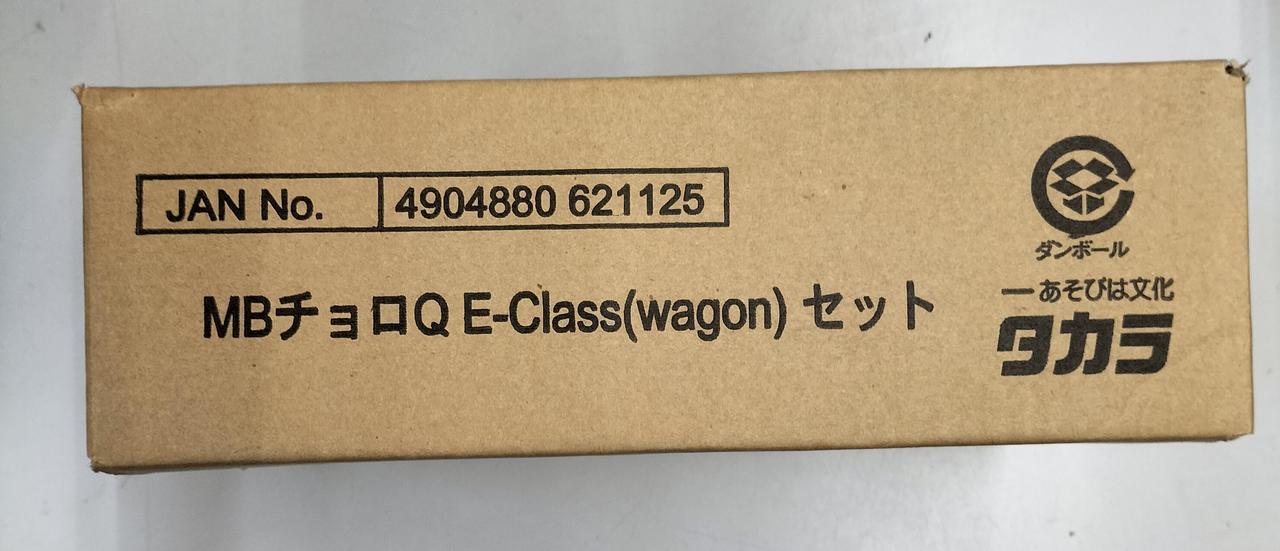 JAN No. 4904880 621125
ダンボール
MBチョロQ E-Class(wagon) セット
ーあそびは文化
タカラ